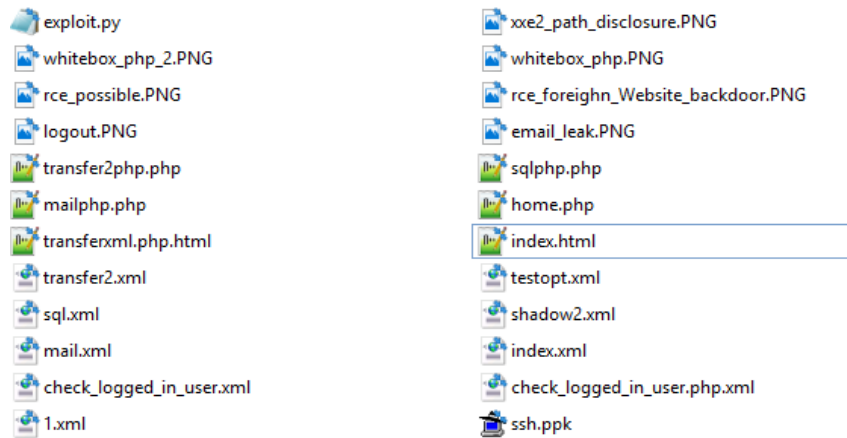 exploit.py
whitebox_php_2.PNG
rce_possible.PNG
logout.PNG
transfer2php.php
mailphp.php
transferxml.php.html
transfer2.xml
sql.xml
mail.xml
check_logged_in_user.xml
1.xml
xxe2_path_disclosure.PNG
whitebox_php.PNG
rce_foreighn_Website_backdoor.PNG
email_leak.PNG
sqlphp.php
home.php
index.html
testopt.xml
shadow2.xml
index.xml
check_logged_in_user.php.xml
ssh.ppk